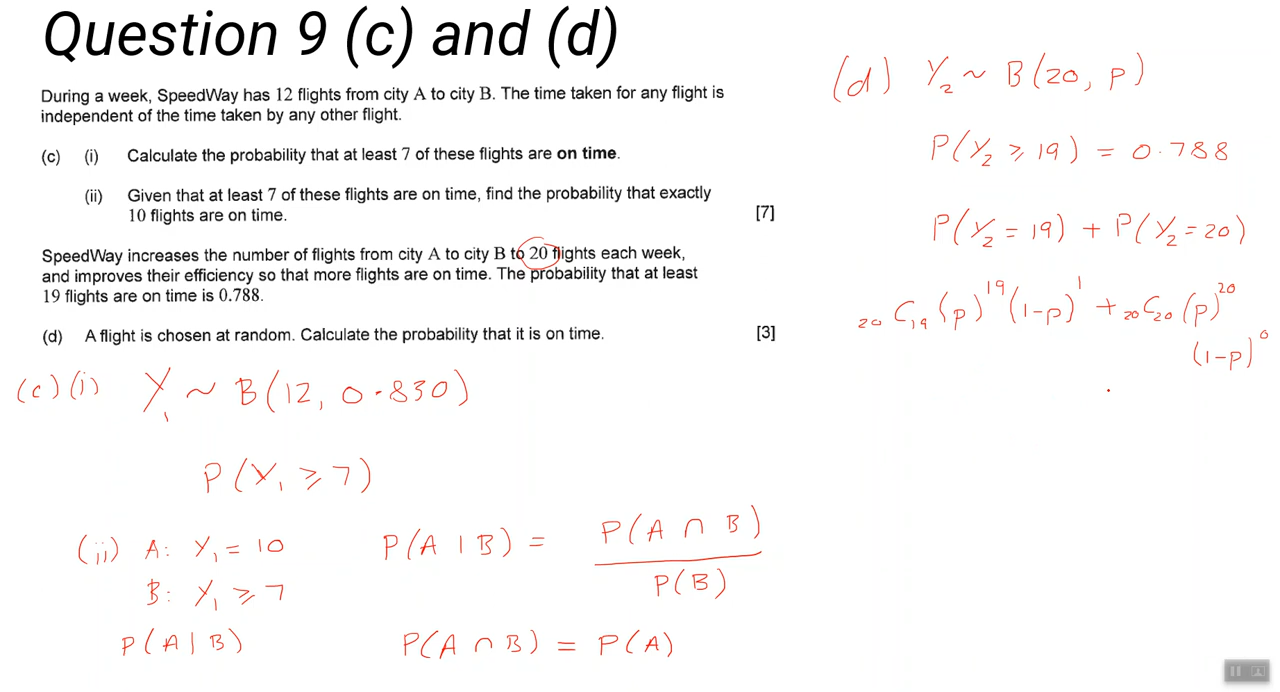 Question 9 (c) and (d)
During a week, SpeedWay has 12 flights from city A to city B. The time taken for any flight is
independent of the time taken by any other flight.
(c) (i) Calculate the probability that at least 7 of these flights are on time.
(ii) Given that at least 7 of these flights are on time, find the probability that exactly
10 flights are on time. [7]
SpeedWay increases the number of flights from city A to city B to 20 flights each week,
and improves their efficiency so that more flights are on time. The probability that at least
19 flights are on time is 0.788.
(d) A flight is chosen at random. Calculate the probability that it is on time. [3]
(c) (i) Y₁ ~ B(12, 0.830)
P(Y₁ ⩾ 7)
(ii) A: Y₁ = 10
B: Y₁ ⩾ 7
P(A | B)
P(A | B) = P(A ∩ B) / P(B)
P(A ∩ B) = P(A)
(d) Y₂ ~ B(20, p)
P(Y₂ ⩾ 19) = 0.788
P(Y₂ = 19) + P(Y₂ = 20)
₂₀C₁₉ (p)¹⁹ (1-p)¹ + ₂₀C₂₀ (p)²⁰
(1-p)⁰